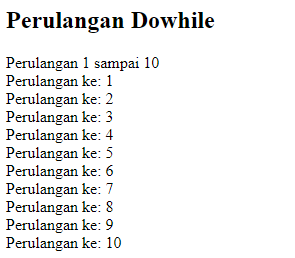 Perulangan Dowhile
Perulangan 1 sampai 10
Perulangan ke: 1
Perulangan ke: 2
Perulangan ke: 3
Perulangan ke: 4
Perulangan ke: 5
Perulangan ke: 6
Perulangan ke: 7
Perulangan ke: 8
Perulangan ke: 9
Perulangan ke: 10